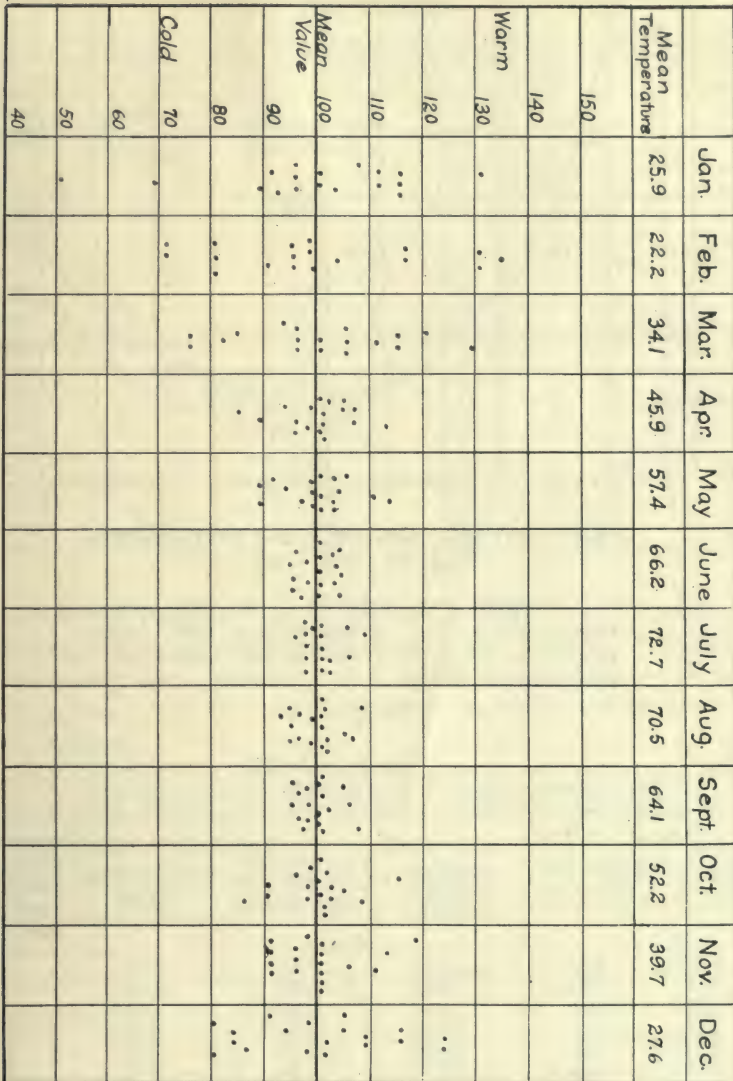 Jan. Feb. Mar. Apr. May June July Aug. Sept. Oct. Nov. Dec.
Mean Temperature 25.9 22.2 34.1 45.9 57.4 66.2 72.7 70.5 64.1 52.2 39.7 27.6
150
140
Warm 130
120
110
Mean Value 100
90
80
Cold 70
60
50
40